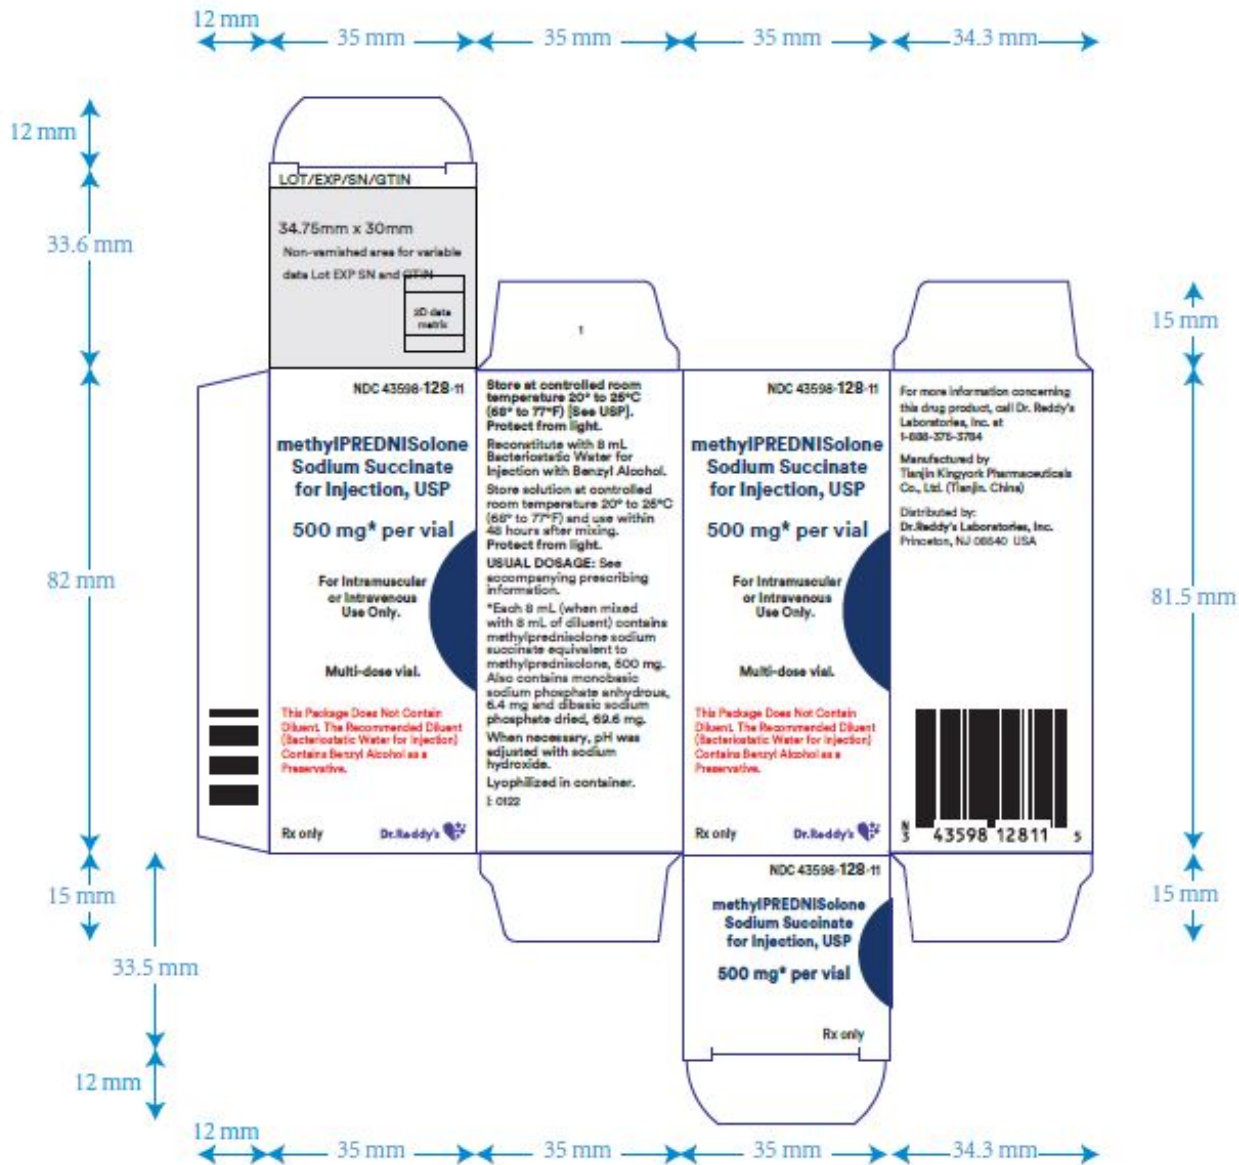 12 mm
35 mm
35 mm
35 mm
34.3 mm
12 mm
33.6 mm
82 mm
15 mm
33.5 mm
12 mm
15 mm
81.5 mm
15 mm
LOT/EXP/SN/GTIN
34.75mm x 30mm
Non-varnished area for variable
data Lot EXP SN and GTIN
2D data
matrix
NDC 43598-128-11
methylPREDNISolone
Sodium Succinate
for Injection, USP
500 mg* per vial
For Intramuscular
or Intravenous
Use Only.
Multi-dose vial.
This Package Does Not Contain
Diluent. The Recommended Diluent
(Bacteriostatic Water for Injection)
Contains Benzyl Alcohol as a
Preservative.
Rx only
Dr.Reddy's
1
Store at controlled room
temperature 20° to 25°C
(68° to 77°F) [See USP].
Protect from light.
Reconstitute with 8 mL
Bacteriostatic Water for
Injection with Benzyl Alcohol.
Store solution at controlled
room temperature 20° to 25°C
(68° to 77°F) and use within
48 hours after mixing.
Protect from light.
USUAL DOSAGE: See
accompanying prescribing
information.
*Each 8 mL (when mixed
with 8 mL of diluent) contains
methylprednisolone sodium
succinate equivalent to
methylprednisolone, 500 mg.
Also contains monobasic
sodium phosphate anhydrous,
6.4 mg and dibasic sodium
phosphate dried, 69.6 mg.
When necessary, pH was
adjusted with sodium
hydroxide.
Lyophilized in container.
0122
NDC 43598-128-11
methylPREDNISolone
Sodium Succinate
for Injection, USP
500 mg* per vial
For Intramuscular
or Intravenous
Use Only.
Multi-dose vial.
This Package Does Not Contain
Diluent. The Recommended Diluent
(Bacteriostatic Water for Injection)
Contains Benzyl Alcohol as a
Preservative.
Rx only
Dr.Reddy's
For more information concerning
this drug product, call Dr. Reddy's
Laboratories, Inc. at
1-888-375-3784
Manufactured by
Tianjin Kingyork Pharmaceuticals
Co., Ltd. (Tianjin. China)
Distributed by:
Dr.Reddy's Laboratories, Inc.
Princeton, NJ 08540 USA
N
3 43598 12811 5
NDC 43598-128-11
methylPREDNISolone
Sodium Succinate
for Injection, USP
500 mg* per vial
Rx only
12 mm
35 mm
35 mm
35 mm
34.3 mm